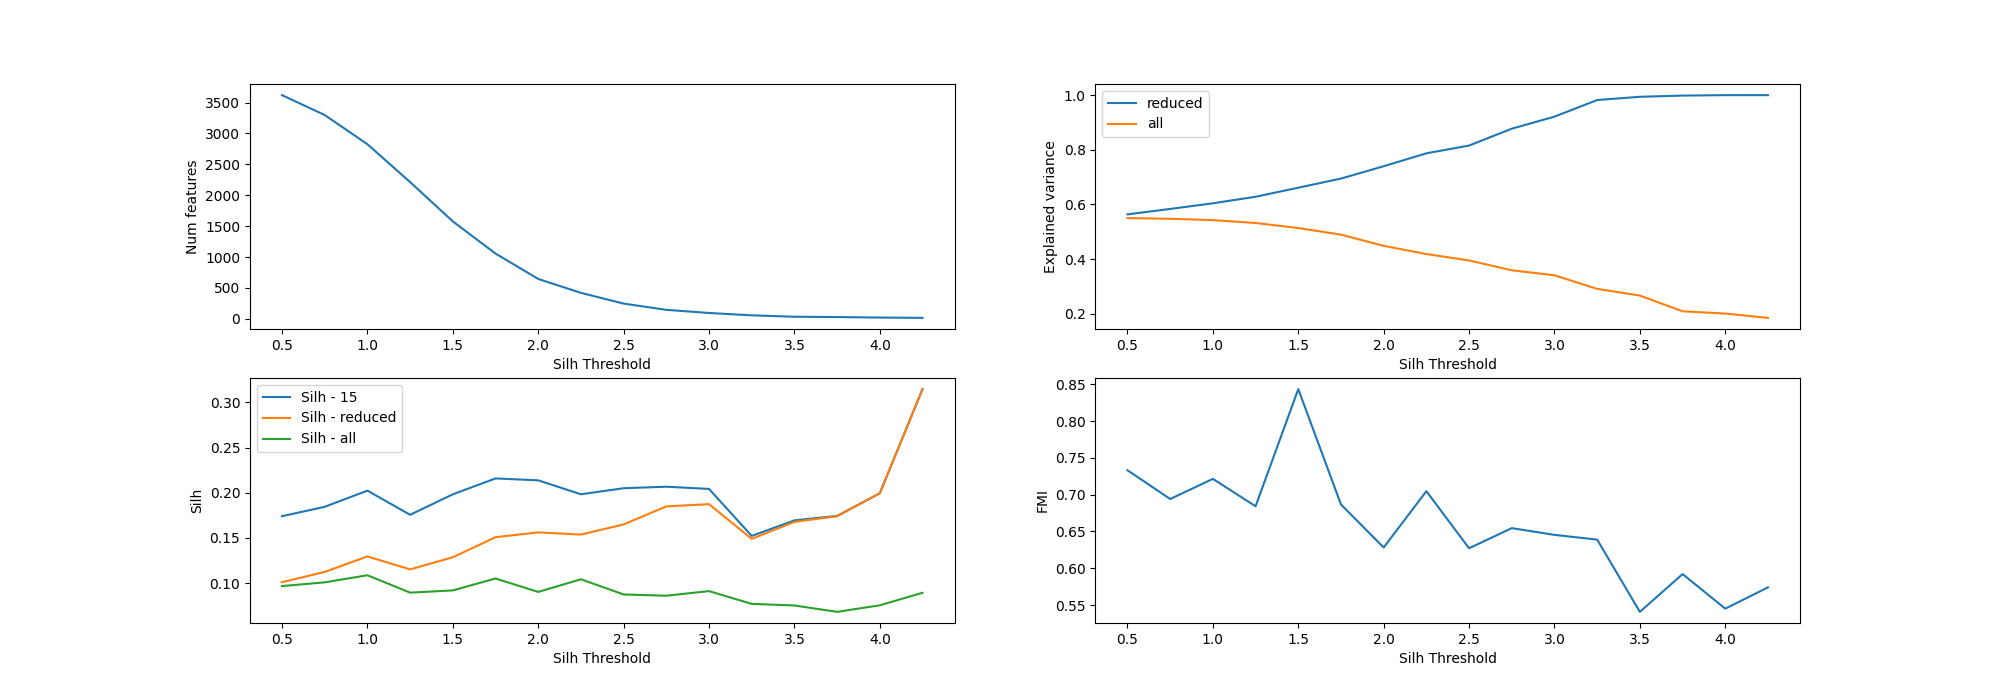 3500
3000
2500
2000
1500
1000
500
0
Num features
0.5 1.0 1.5 2.0 2.5 3.0 3.5 4.0
Silh Threshold
reduced
all
1.0
0.8
0.6
0.4
0.2
Explained variance
0.5 1.0 1.5 2.0 2.5 3.0 3.5 4.0
Silh Threshold
Silh - 15
Silh - reduced
Silh - all
0.30
0.25
0.20
0.15
0.10
Silh
0.5 1.0 1.5 2.0 2.5 3.0 3.5 4.0
Silh Threshold
0.85
0.80
0.75
0.70
0.65
0.60
0.55
FMI
0.5 1.0 1.5 2.0 2.5 3.0 3.5 4.0
Silh Threshold